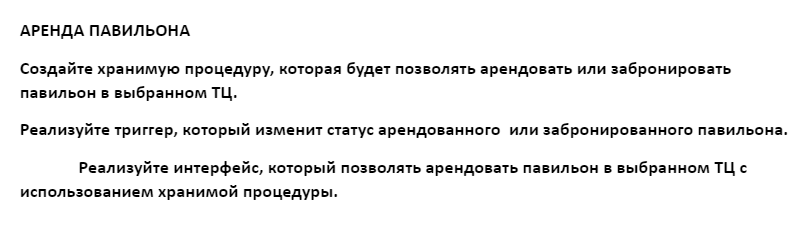 АРЕНДА ПАВИЛЬОНА
Создайте хранимую процедуру, которая будет позволять арендовать или забронировать
павильон в выбранном ТЦ.
Реализуйте триггер, который изменит статус арендованного  или забронированного павильона.
Реализуйте интерфейс, который позволять арендовать павильон в выбранном ТЦ с
использованием хранимой процедуры.